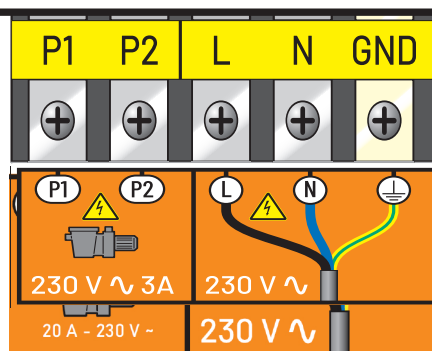 P1 P2 L N GND
P1 P2 L N
230 V ∿ 3A 230 V ∿
20 A - 230 V ~ 230 V ∿